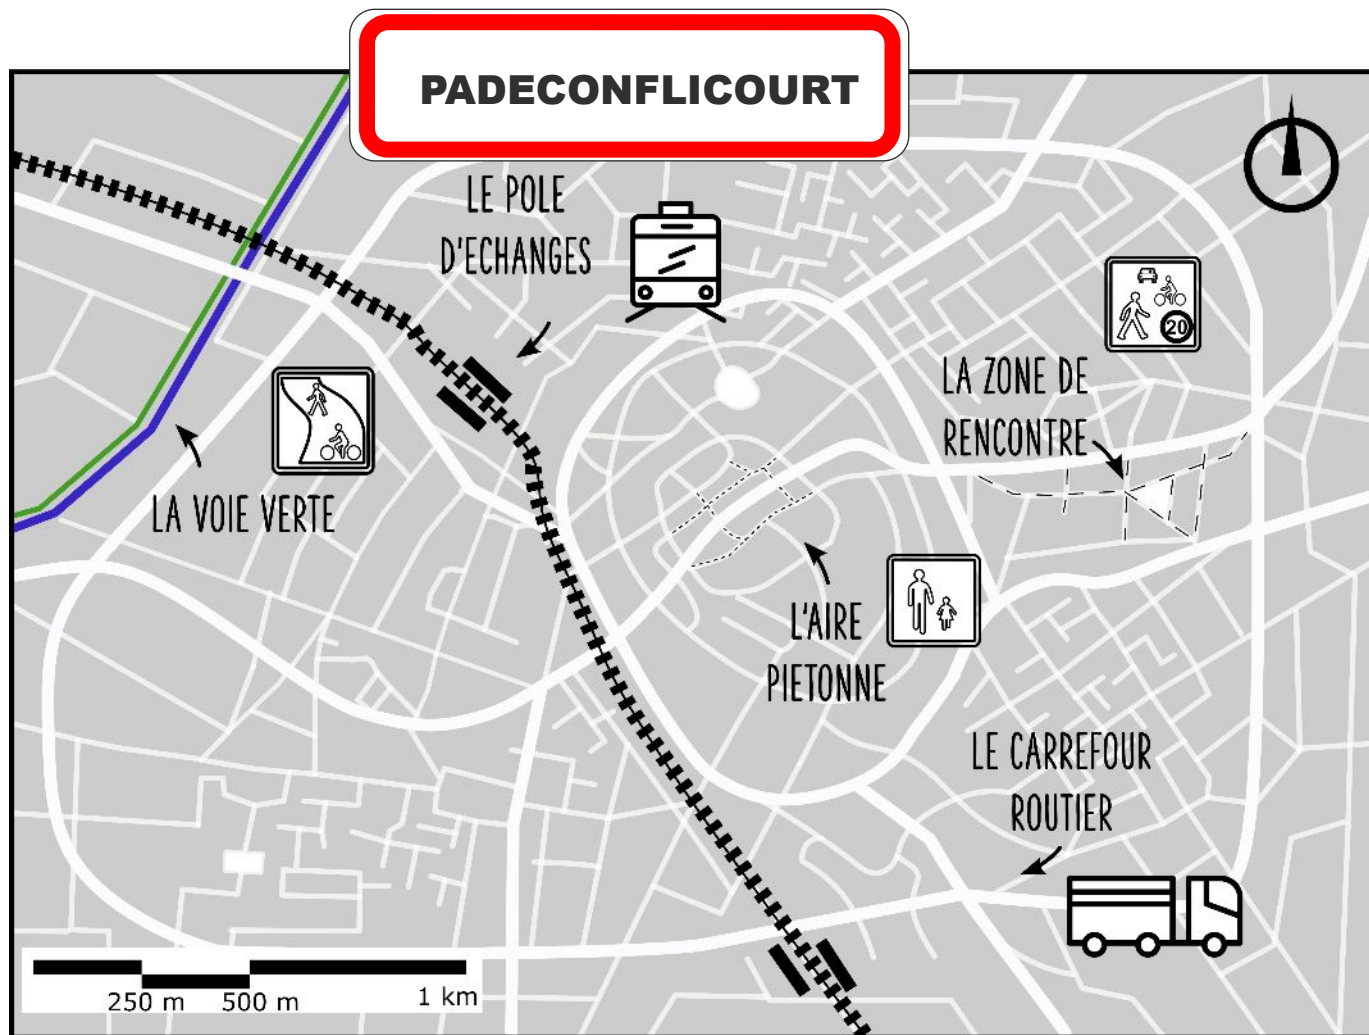 PADECONFLICOURT
LE POLE
D'ECHANGES
20
LA ZONE DE
RENCONTRE
LA VOIE VERTE
L'AIRE
PIETONNE
LE CARREFOUR
ROUTIER
250 m 500 m 1 km